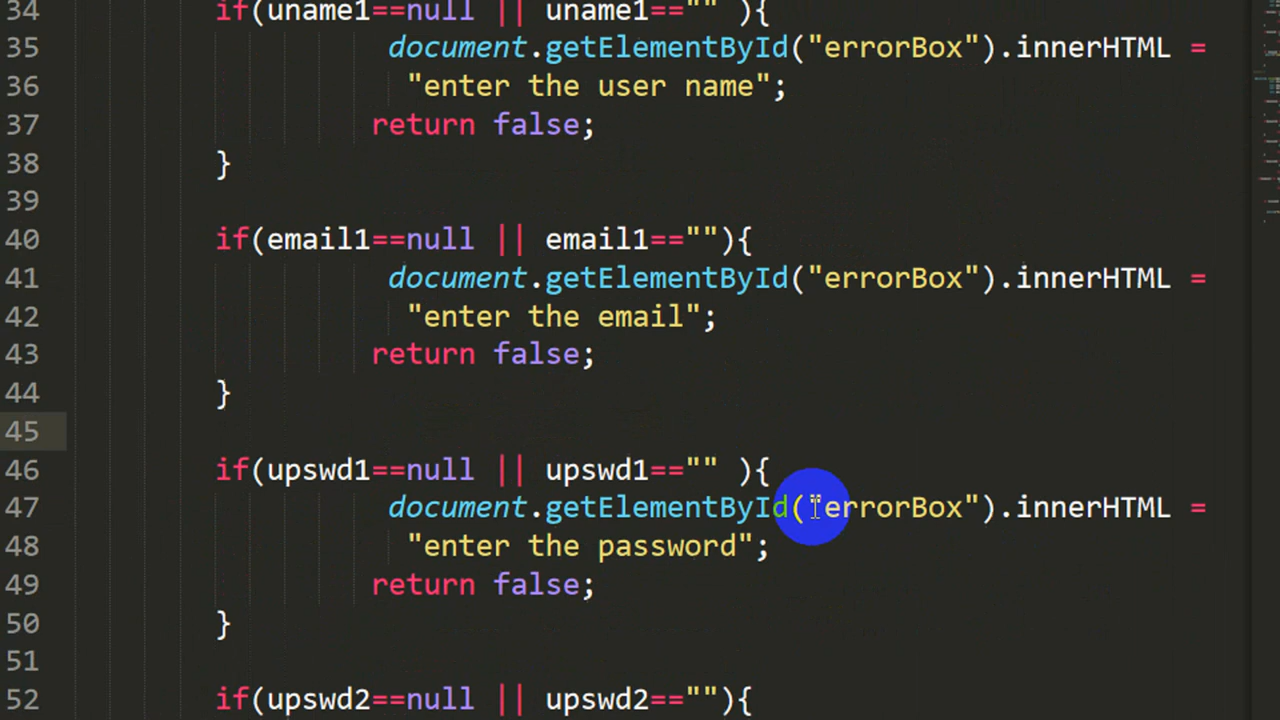 34 if(uname1==null || uname1=="" ){
35 document.getElementById("errorBox").innerHTML =
36 "enter the user name";
37 return false;
38 }
39
40 if(email1==null || email1==""){
41 document.getElementById("errorBox").innerHTML =
42 "enter the email";
43 return false;
44 }
45
46 if(upswd1==null || upswd1=="" ){
47 document.getElementById("errorBox").innerHTML =
48 "enter the password";
49 return false;
50 }
51
52 if(upswd2==null || upswd2==""){